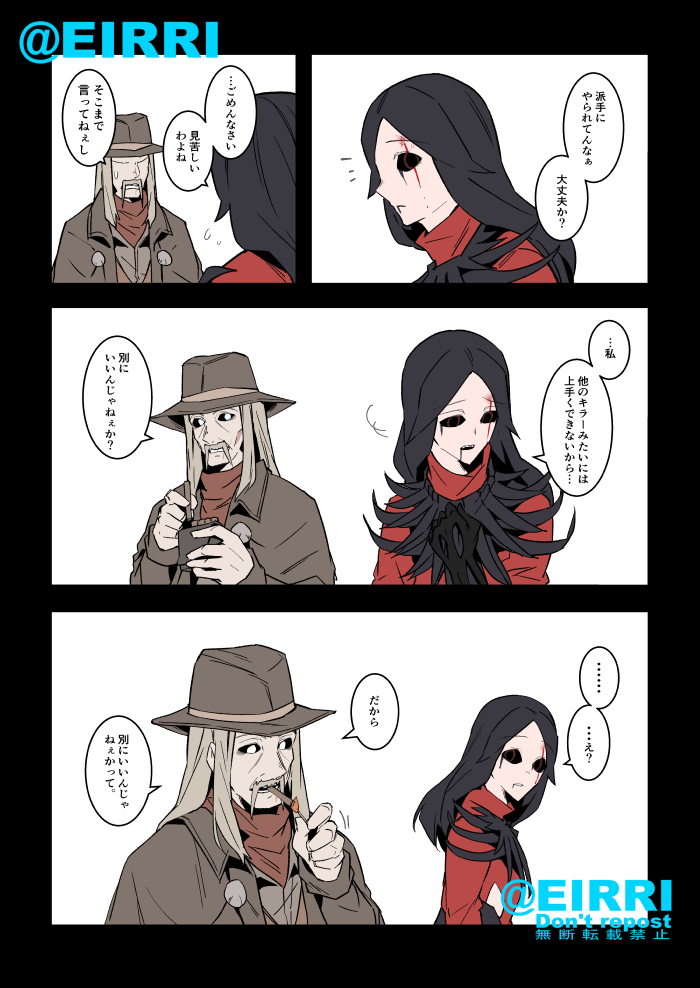 @EIRRI
派手に
やられてんなぁ
大丈夫か?
…ごめんなさい
見苦しい
わよね
そこまで
言ってねぇし
…私
他のキラーみたいには
上手くできないから…
別に
いいんじゃねぇか?
……
…え?
だから
別にいいんじゃ
ねぇかって。
@EIRRI
Don't repost
無断転載禁止